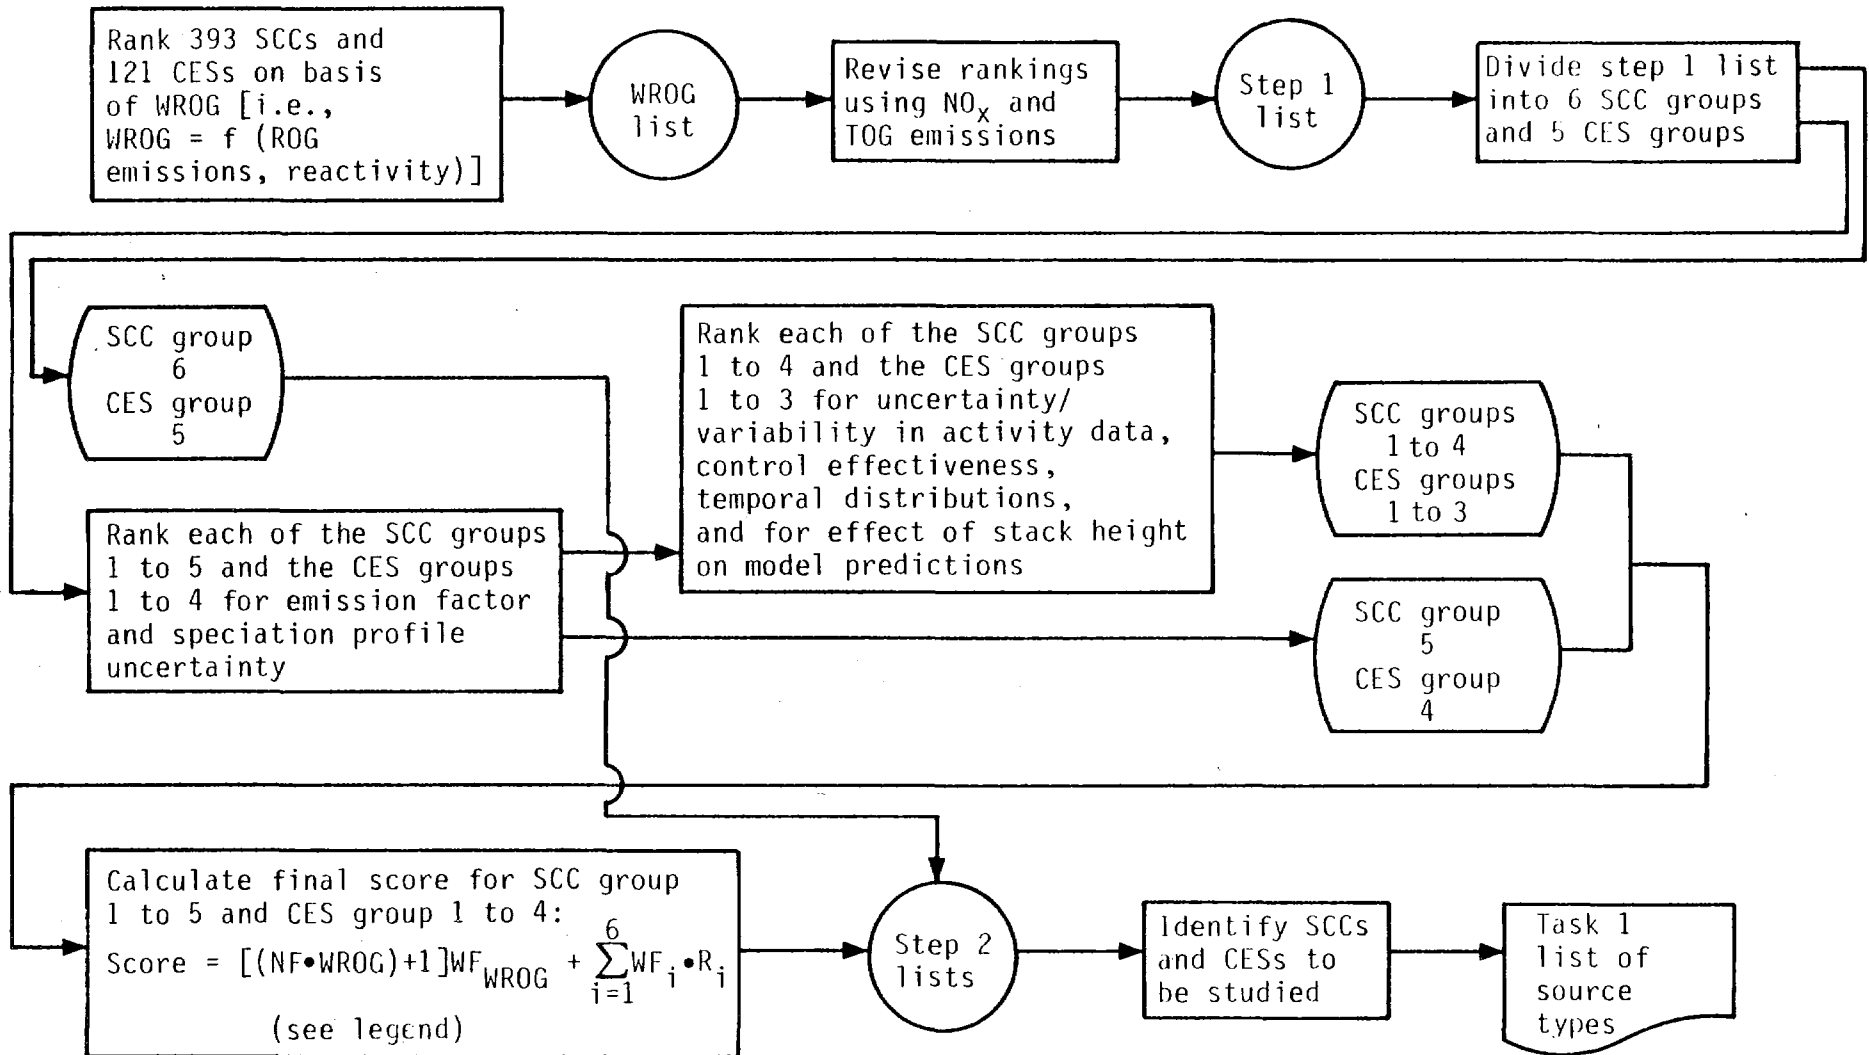 Rank 393 SCCs and
121 CESs on basis
of WROG [i.e.,
WROG = f (ROG
emissions, reactivity)]
WROG
list
Revise rankings
using NOx and
TOG emissions
Step 1
list
Divide step 1 list
into 6 SCC groups
and 5 CES groups
SCC group
6
CES group
5
Rank each of the SCC groups
1 to 4 and the CES groups
1 to 3 for uncertainty/
variability in activity data,
control effectiveness,
temporal distributions,
and for effect of stack height
on model predictions
SCC groups
1 to 4
CES groups
1 to 3
Rank each of the SCC groups
1 to 5 and the CES groups
1 to 4 for emission factor
and speciation profile
uncertainty
SCC group
5
CES group
4
Calculate final score for SCC group
1 to 5 and CES group 1 to 4:
6
Score = [(NF•WROG)+1]WF WROG + ∑WF i •R i
i=1
(see legend)
Step 2
lists
Identify SCCs
and CESs to
be studied
Task 1
list of
source
types